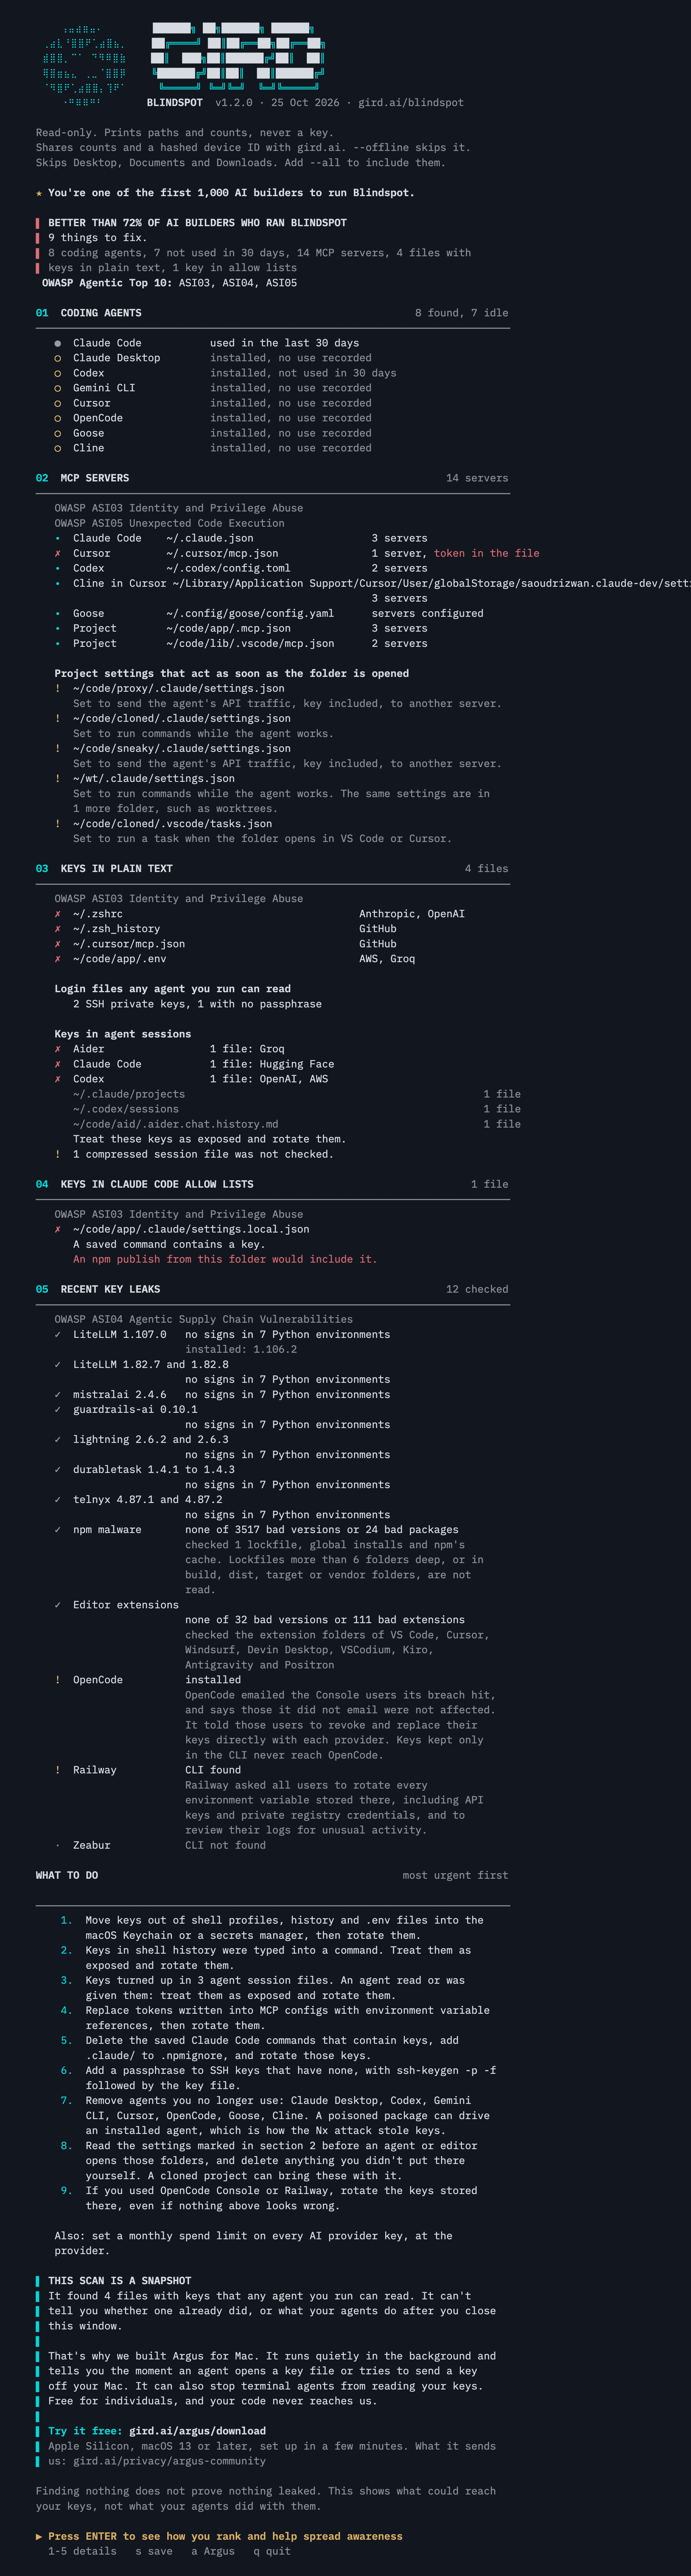 GIRD
BLINDSPOT v1.2.0 · 25 Oct 2026 · gird.ai/blindspot
Read-only. Prints paths and counts, never a key.
Shares counts and a hashed device ID with gird.ai. --offline skips it.
Skips Desktop, Documents and Downloads. Add --all to include them.
★ You're one of the first 1,000 AI builders to run Blindspot.
BETTER THAN 72% OF AI BUILDERS WHO RAN BLINDSPOT
9 things to fix.
8 coding agents, 7 not used in 30 days, 14 MCP servers, 4 files with
keys in plain text, 1 key in allow lists
OWASP Agentic Top 10: ASI03, ASI04, ASI05
01 CODING AGENTS 8 found, 7 idle
● Claude Code used in the last 30 days
○ Claude Desktop installed, no use recorded
○ Codex installed, not used in 30 days
○ Gemini CLI installed, no use recorded
○ Cursor installed, no use recorded
○ OpenCode installed, no use recorded
○ Goose installed, no use recorded
○ Cline installed, no use recorded
02 MCP SERVERS 14 servers
OWASP ASI03 Identity and Privilege Abuse
OWASP ASI05 Unexpected Code Execution
• Claude Code ~/.claude.json 3 servers
✗ Cursor ~/.cursor/mcp.json 1 server, token in the file
• Codex ~/.codex/config.toml 2 servers
• Cline in Cursor ~/Library/Application Support/Cursor/User/globalStorage/saoudrizwan.claude-dev/setti
3 servers
• Goose ~/.config/goose/config.yaml servers configured
• Project ~/code/app/.mcp.json 3 servers
• Project ~/code/lib/.vscode/mcp.json 2 servers
Project settings that act as soon as the folder is opened
! ~/code/proxy/.claude/settings.json
Set to send the agent's API traffic, key included, to another server.
! ~/code/cloned/.claude/settings.json
Set to run commands while the agent works.
! ~/code/sneaky/.claude/settings.json
Set to send the agent's API traffic, key included, to another server.
! ~/wt/.claude/settings.json
Set to run commands while the agent works. The same settings are in
1 more folder, such as worktrees.
! ~/code/cloned/.vscode/tasks.json
Set to run a task when the folder opens in VS Code or Cursor.
03 KEYS IN PLAIN TEXT 4 files
OWASP ASI03 Identity and Privilege Abuse
✗ ~/.zshrc Anthropic, OpenAI
✗ ~/.zsh_history GitHub
✗ ~/.cursor/mcp.json GitHub
✗ ~/code/app/.env AWS, Groq
Login files any agent you run can read
2 SSH private keys, 1 with no passphrase
Keys in agent sessions
✗ Aider 1 file: Groq
✗ Claude Code 1 file: Hugging Face
✗ Codex 1 file: OpenAI, AWS
~/.claude/projects 1 file
~/.codex/sessions 1 file
~/code/aid/.aider.chat.history.md 1 file
Treat these keys as exposed and rotate them.
! 1 compressed session file was not checked.
04 KEYS IN CLAUDE CODE ALLOW LISTS 1 file
OWASP ASI03 Identity and Privilege Abuse
✗ ~/code/app/.claude/settings.local.json
A saved command contains a key.
An npm publish from this folder would include it.
05 RECENT KEY LEAKS 12 checked
OWASP ASI04 Agentic Supply Chain Vulnerabilities
✓ LiteLLM 1.107.0 no signs in 7 Python environments
installed: 1.106.2
✓ LiteLLM 1.82.7 and 1.82.8
no signs in 7 Python environments
✓ mistralai 2.4.6 no signs in 7 Python environments
✓ guardrails-ai 0.10.1
no signs in 7 Python environments
✓ lightning 2.6.2 and 2.6.3
no signs in 7 Python environments
✓ durabletask 1.4.1 to 1.4.3
no signs in 7 Python environments
✓ telnyx 4.87.1 and 4.87.2
no signs in 7 Python environments
✓ npm malware none of 3517 bad versions or 24 bad packages
checked 1 lockfile, global installs and npm's
cache. Lockfiles more than 6 folders deep, or in
build, dist, target or vendor folders, are not
read.
✓ Editor extensions
none of 32 bad versions or 111 bad extensions
checked the extension folders of VS Code, Cursor,
Windsurf, Devin Desktop, VSCodium, Kiro,
Antigravity and Positron
! OpenCode installed
OpenCode emailed the Console users its breach hit,
and says those it did not email were not affected.
It told those users to revoke and replace their
keys directly with each provider. Keys kept only
in the CLI never reach OpenCode.
! Railway CLI found
Railway asked all users to rotate every
environment variable stored there, including API
keys and private registry credentials, and to
review their logs for unusual activity.
· Zeabur CLI not found
WHAT TO DO most urgent first
1. Move keys out of shell profiles, history and .env files into the
macOS Keychain or a secrets manager, then rotate them.
2. Keys in shell history were typed into a command. Treat them as
exposed and rotate them.
3. Keys turned up in 3 agent session files. An agent read or was
given them: treat them as exposed and rotate them.
4. Replace tokens written into MCP configs with environment variable
references, then rotate them.
5. Delete the saved Claude Code commands that contain keys, add
.claude/ to .npmignore, and rotate those keys.
6. Add a passphrase to SSH keys that have none, with ssh-keygen -p -f
followed by the key file.
7. Remove agents you no longer use: Claude Desktop, Codex, Gemini
CLI, Cursor, OpenCode, Goose, Cline. A poisoned package can drive
an installed agent, which is how the Nx attack stole keys.
8. Read the settings marked in section 2 before an agent or editor
opens those folders, and delete anything you didn't put there
yourself. A cloned project can bring these with it.
9. If you used OpenCode Console or Railway, rotate the keys stored
there, even if nothing above looks wrong.
Also: set a monthly spend limit on every AI provider key, at the
provider.
THIS SCAN IS A SNAPSHOT
It found 4 files with keys that any agent you run can read. It can't
tell you whether one already did, or what your agents do after you close
this window.
That's why we built Argus for Mac. It runs quietly in the background and
tells you the moment an agent opens a key file or tries to send a key
off your Mac. It can also stop terminal agents from reading your keys.
Free for individuals, and your code never reaches us.
Try it free: gird.ai/argus/download
Apple Silicon, macOS 13 or later, set up in a few minutes. What it sends
us: gird.ai/privacy/argus-community
Finding nothing does not prove nothing leaked. This shows what could reach
your keys, not what your agents did with them.
▶ Press ENTER to see how you rank and help spread awareness
1-5 details s save a Argus q quit